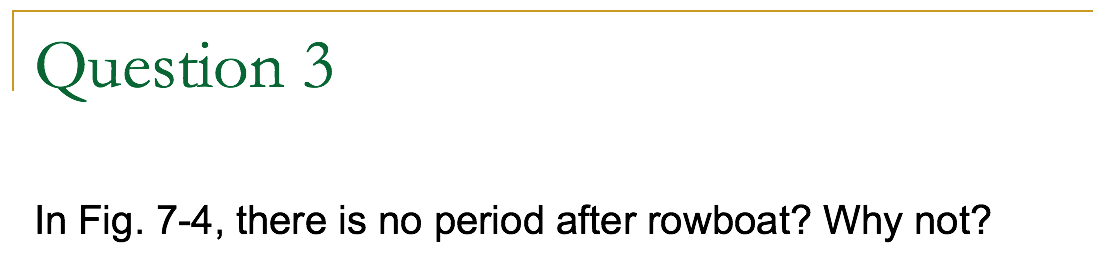 Question 3
In Fig. 7-4, there is no period after rowboat? Why not?